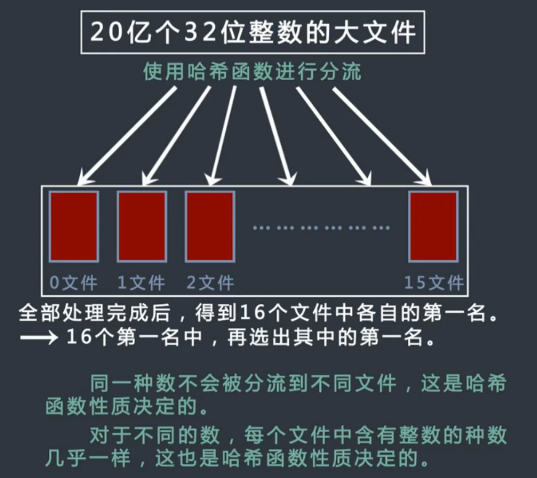 20亿个32位整数的大文件
使用哈希函数进行分流
0文件 1文件 2文件 ……………… 15文件
全部处理完成后，得到16个文件中各自的第一名。
→ 16个第一名中，再选出其中的第一名。
同一种数不会被分流到不同文件，这是哈希
函数性质决定的。
对于不同的数，每个文件中含有整数的种数
几乎一样，这也是哈希函数性质决定的。